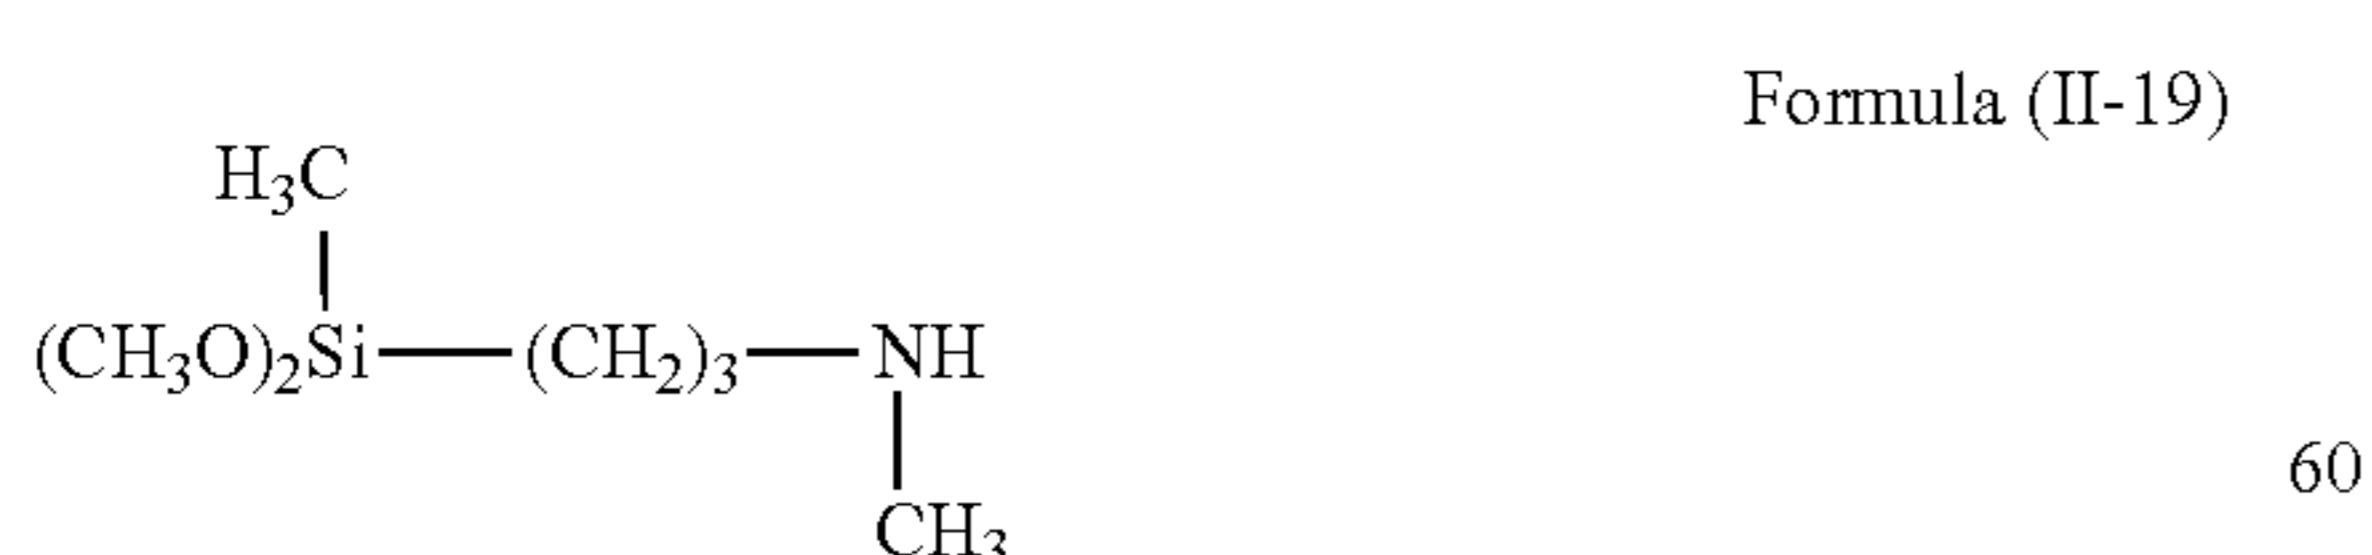 Formula (II-19)
H₃C
(CH₃O)₂Si—(CH₂)₃—NH
60
CH₃